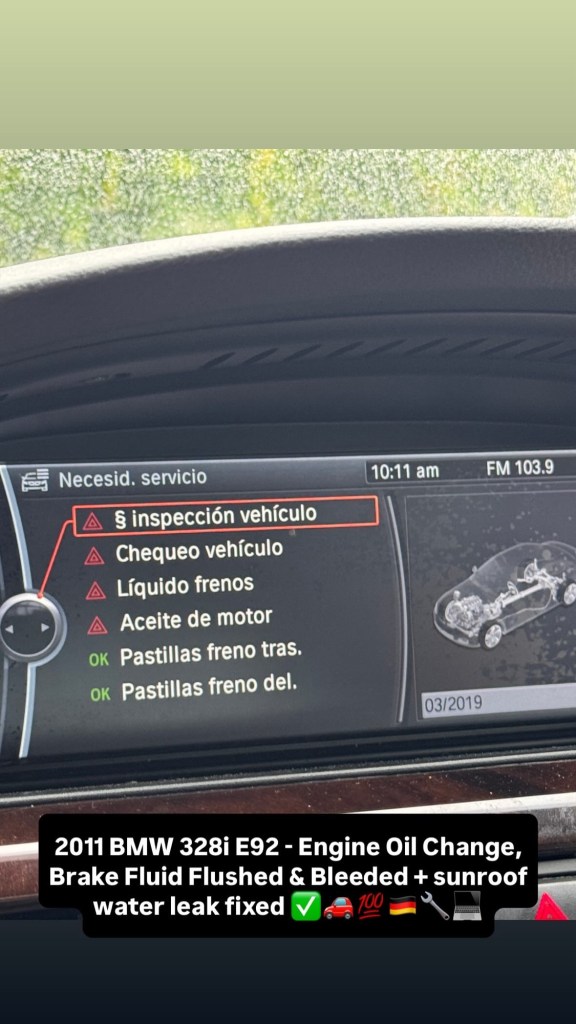 Necesid. servicio
10:11 am
FM 103.9
§ inspección vehículo
Chequeo vehículo
Líquido frenos
Aceite de motor
OK Pastillas freno tras.
OK Pastillas freno del.
03/2019
2011 BMW 328i E92 - Engine Oil Change,
Brake Fluid Flushed & Bleeded + sunroof
water leak fixed ✅🚗💯🇩🇪🔧💻